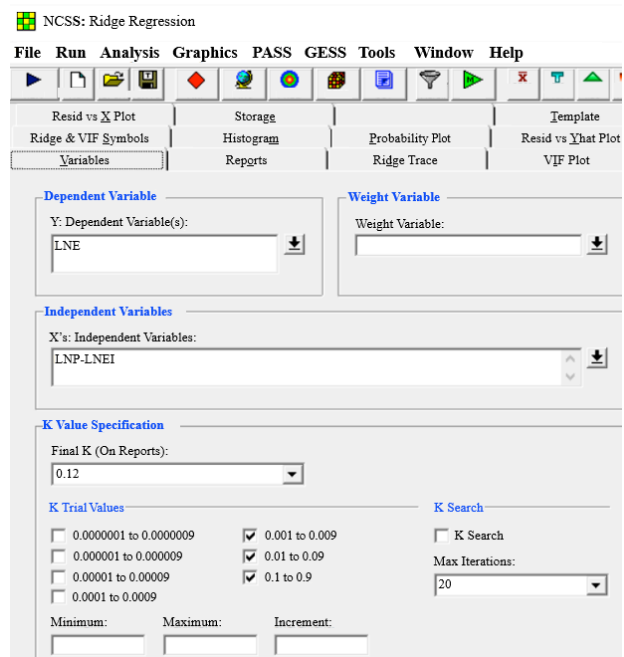 NCSS: Ridge Regression
File Run Analysis Graphics PASS GESS Tools Window Help
Resid vs X Plot Storage Template
Ridge & VIF Symbols Histogram Probability Plot Resid vs Yhat Plot
Variables Reports Ridge Trace VIF Plot
Dependent Variable Weight Variable
Y: Dependent Variable(s): Weight Variable:
LNE
Independent Variables
X's: Independent Variables:
LNP-LNEI
K Value Specification
Final K (On Reports):
0.12
K Trial Values K Search
0.0000001 to 0.0000009 0.001 to 0.009 K Search
0.000001 to 0.000009 0.01 to 0.09 Max Iterations:
0.00001 to 0.00009 0.1 to 0.9 20
0.0001 to 0.0009
Minimum: Maximum: Increment: